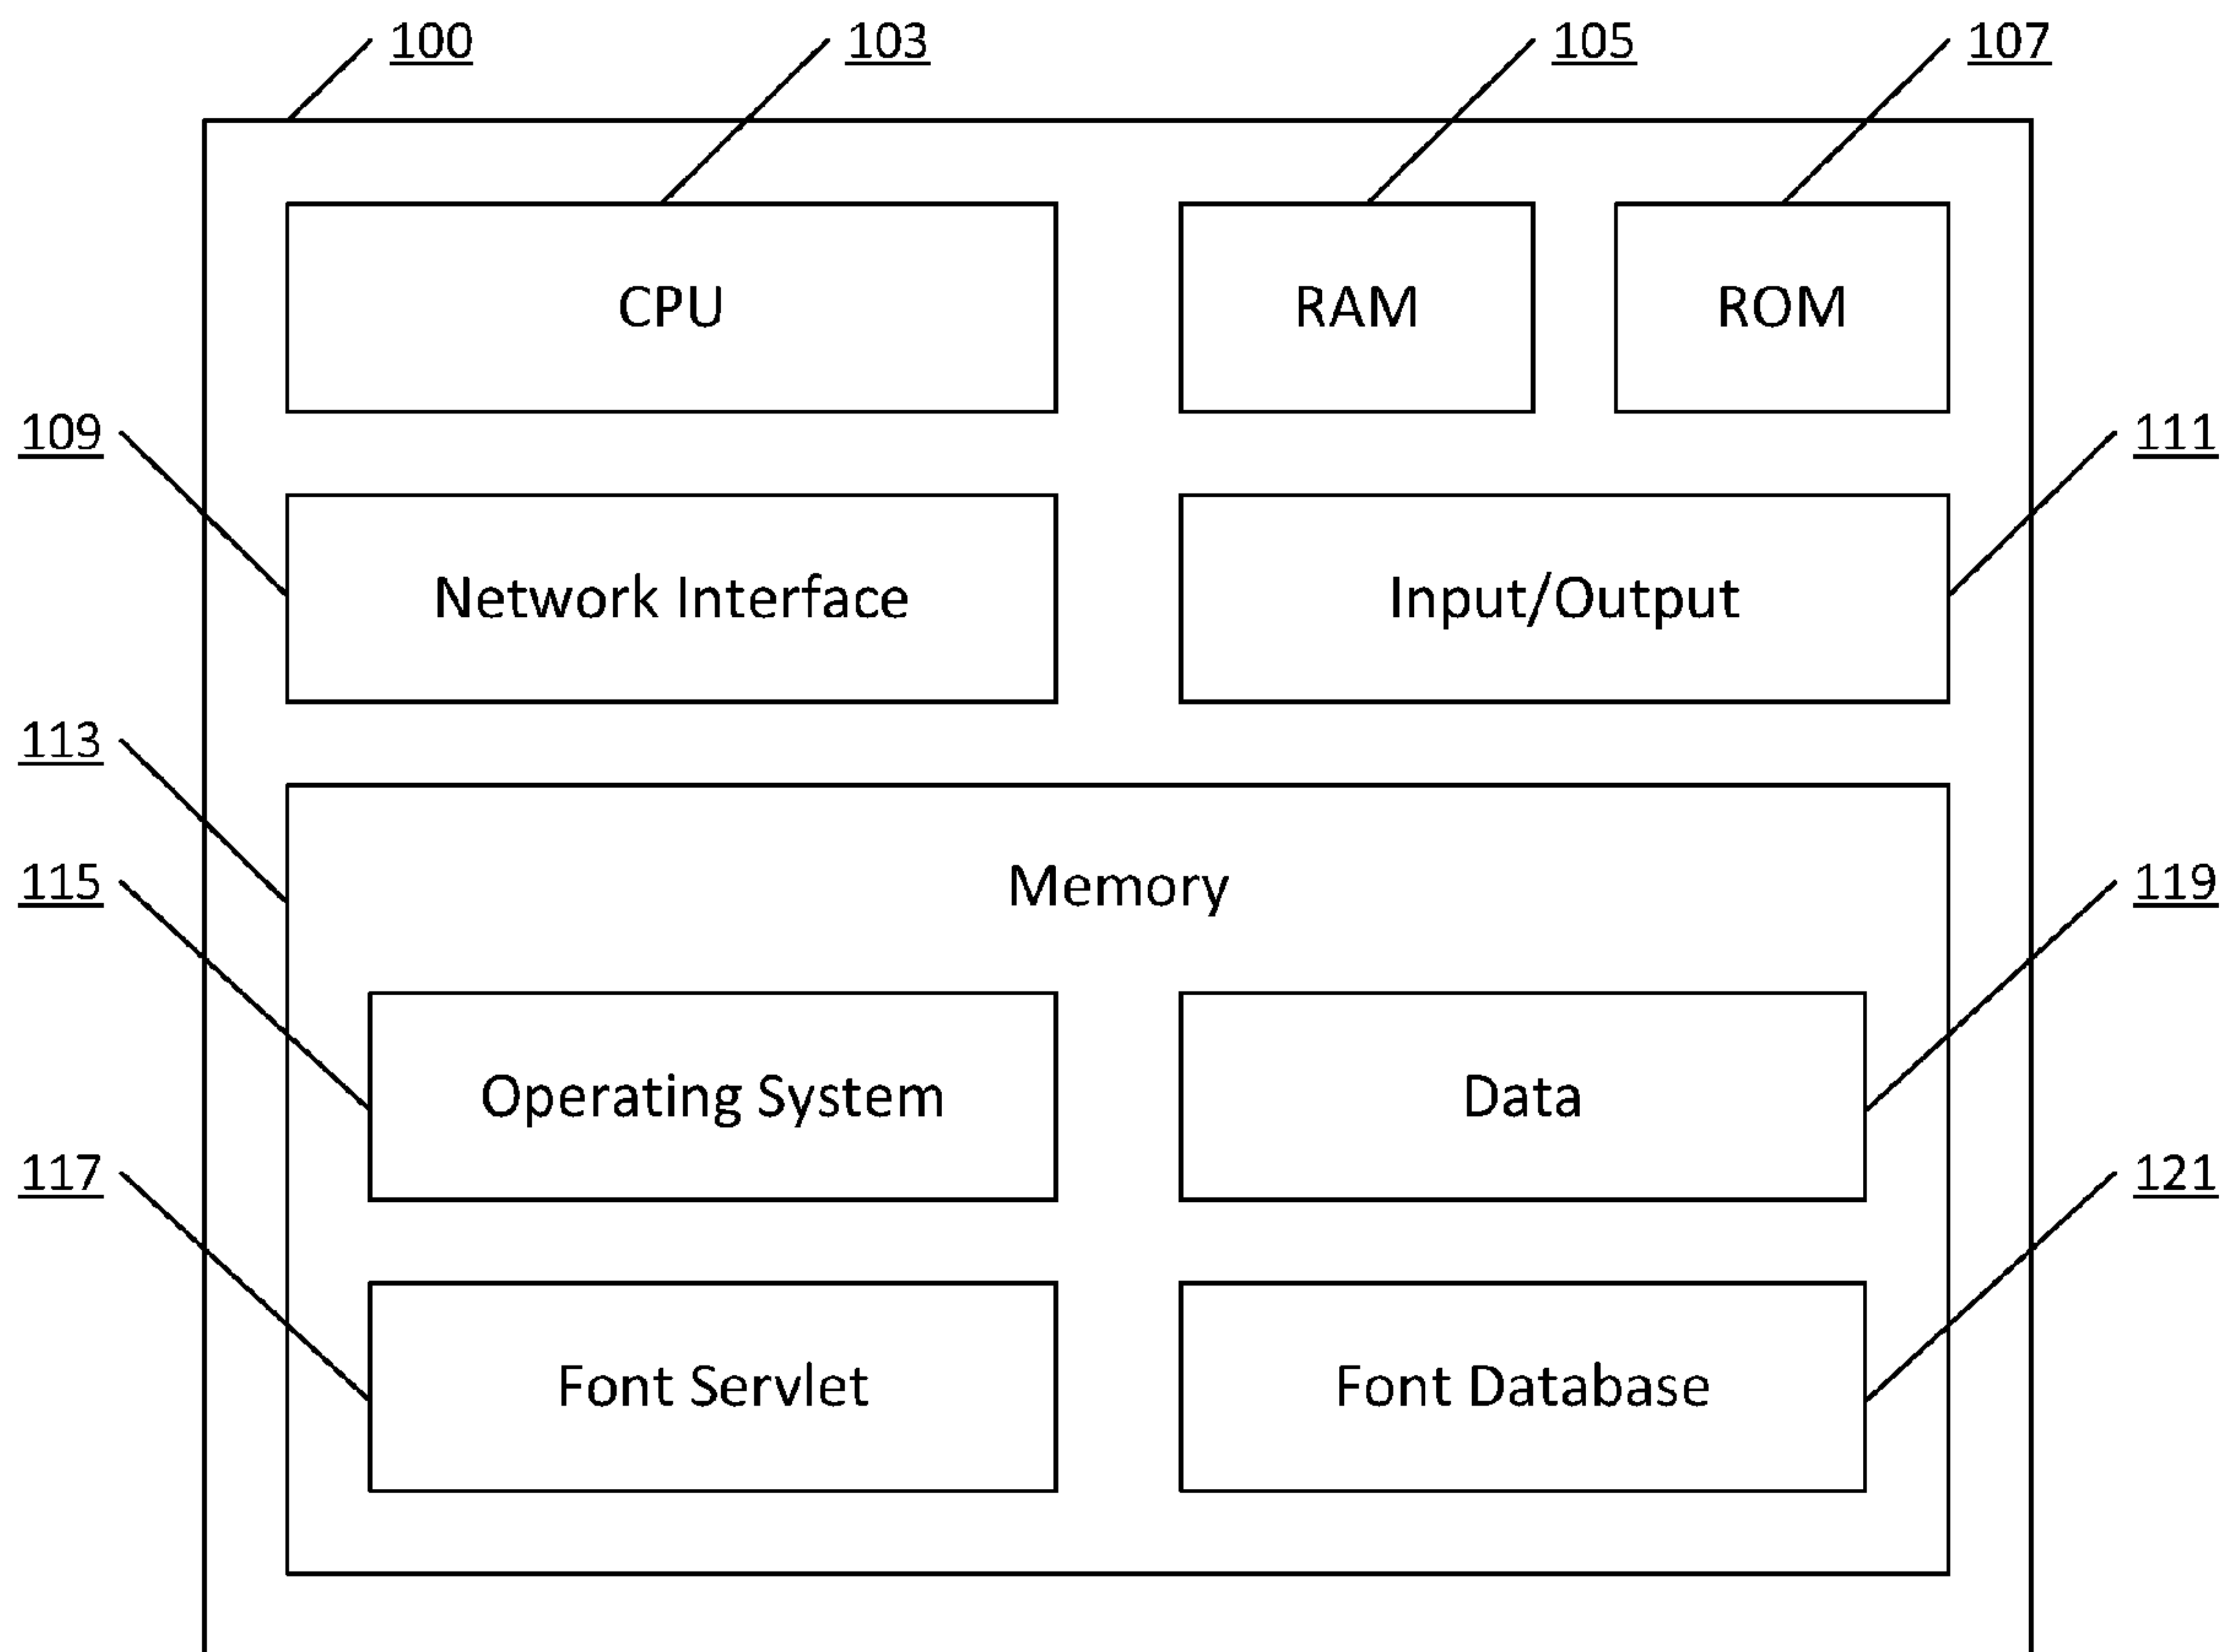 100
103
105
107
CPU
RAM
ROM
109
111
Network Interface
Input/Output
113
Memory
115
119
Operating System
Data
117
121
Font Servlet
Font Database